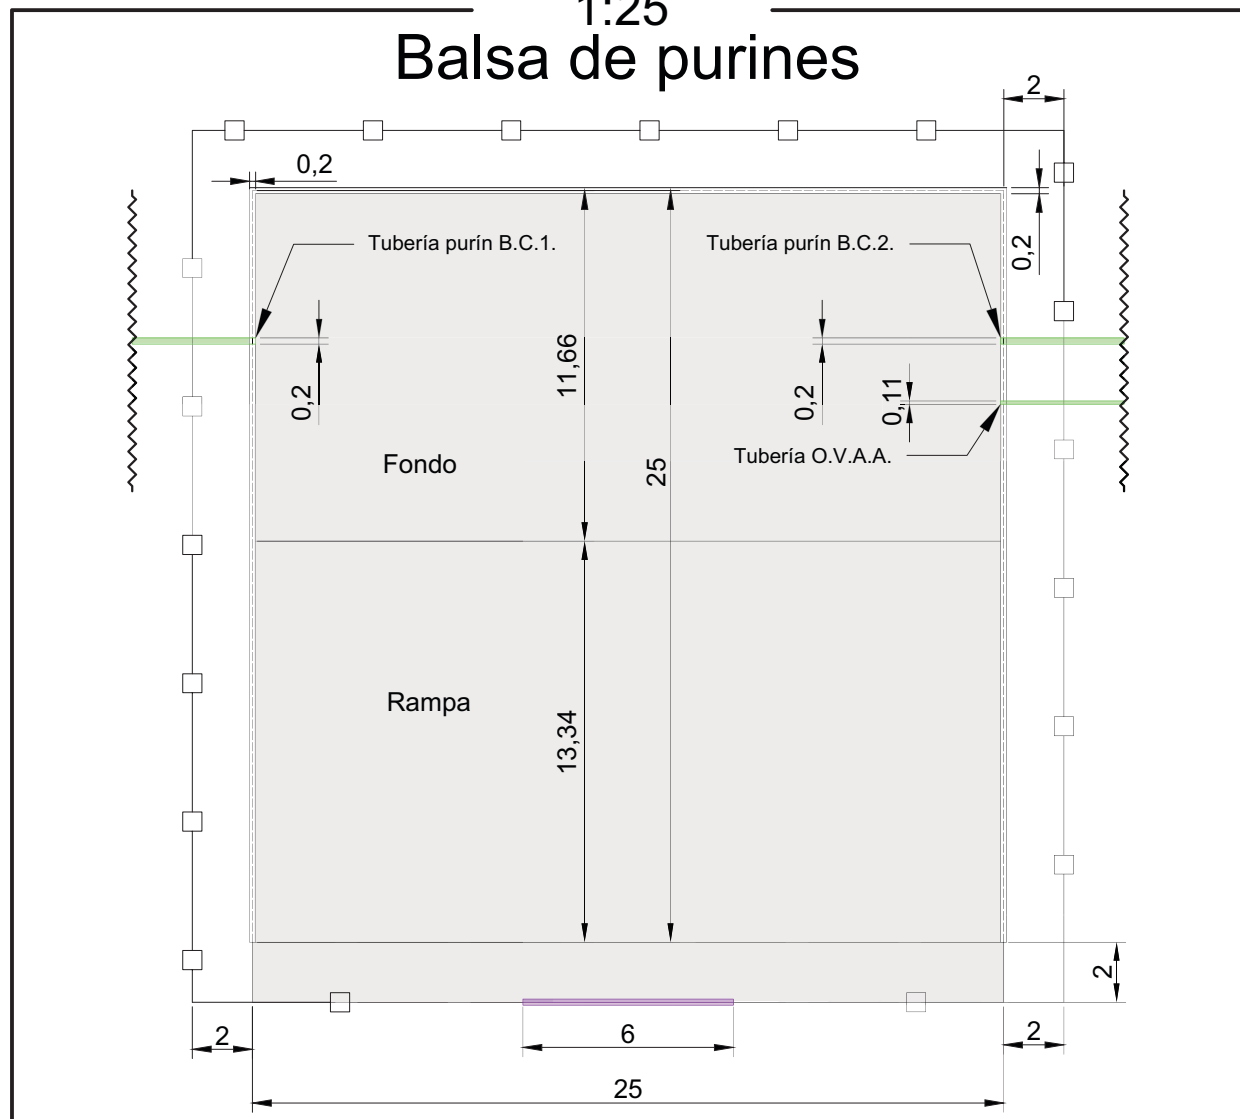 1:25
Balsa de purines
2
0,2
Tubería purín B.C.1.
Tubería purín B.C.2.
0,2
0,2
11,66
0,2
0,11
Fondo
25
Tubería O.V.A.A.
Rampa
13,34
2
2
6
2
25